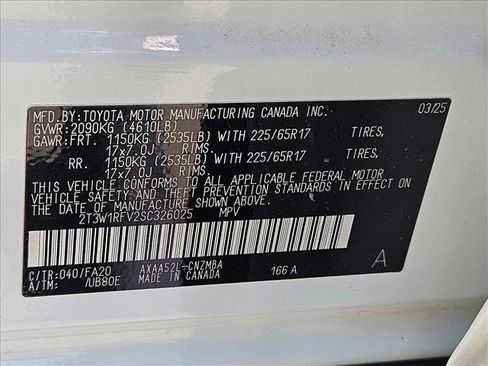 MFD.BY:TOYOTA MOTOR MANUFACTURING CANADA INC. 03/25
GVWR:2090KG (4610LB)
GAWR:FRT. 1150KG (2535LB) WITH 225/65R17 TIRES,
17x7.0J RIMS.
RR. 1150KG (2535LB) WITH 225/65R17 TIRES,
17x7.0J RIMS.
THIS VEHICLE CONFORMS TO ALL APPLICABLE FEDERAL MOTOR
VEHICLE SAFETY AND THEFT PREVENTION STANDARDS IN EFFECT
ON THE DATE OF MANUFACTURE SHOWN ABOVE.
2T3W1RFV2SC326025 MPV
C/TR:040/FA20 AXAA52L-CNZMBA 166 A A
A/TM: /UB80E MADE IN CANADA